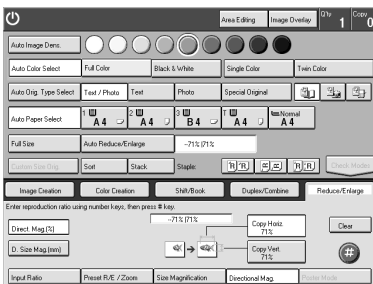 Area Editing Image Overlay Q'ty 1 Copy 0
Auto Image Dens.
Auto Color Select Full Color Black & White Single Color Twin Color
Auto Orig. Type Select Text / Photo Text Photo Special Original
Auto Paper Select 1 A4 2 A4 3 B4 T A4 Normal A4
Full Size Auto Reduce/Enlarge --71% |71%
Custom Size Orig. Sort Stack Staple: Check Modes
Image Creation Color Creation Shift/Book Duplex/Combine Reduce/Enlarge
Enter reproduction ratio using number keys, then press # key.
--71% |71%
Direct. Mag.(%) Copy Horiz. 71% Clear
D. Size Mag.(mm) Copy Vert. 71% #
Input Ratio Preset R/E / Zoom Size Magnification Directional Mag. Poster Mode